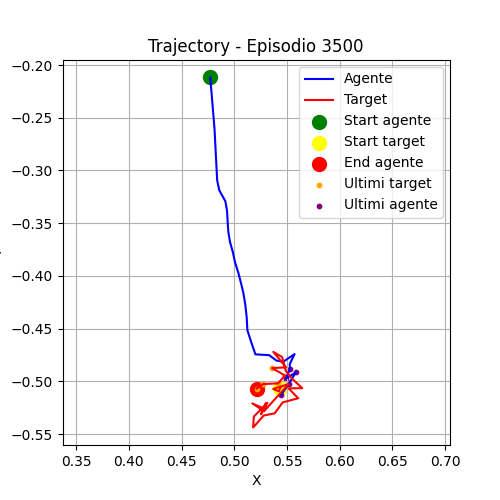 Trajectory - Episodio 3500
−0.20
−0.25
−0.30
−0.35
−0.40
−0.45
−0.50
−0.55
Agente
Target
Start agente
Start target
End agente
Ultimi target
Ultimi agente
0.35 0.40 0.45 0.50 0.55 0.60 0.65 0.70
X